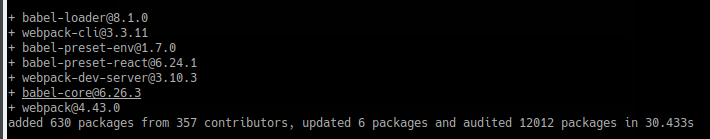 + babel-loader@8.1.0
+ webpack-cli@3.3.11
+ babel-preset-env@1.7.0
+ babel-preset-react@6.24.1
+ webpack-dev-server@3.10.3
+ babel-core@6.26.3
+ webpack@4.43.0
added 630 packages from 357 contributors, updated 6 packages and audited 12012 packages in 30.433s